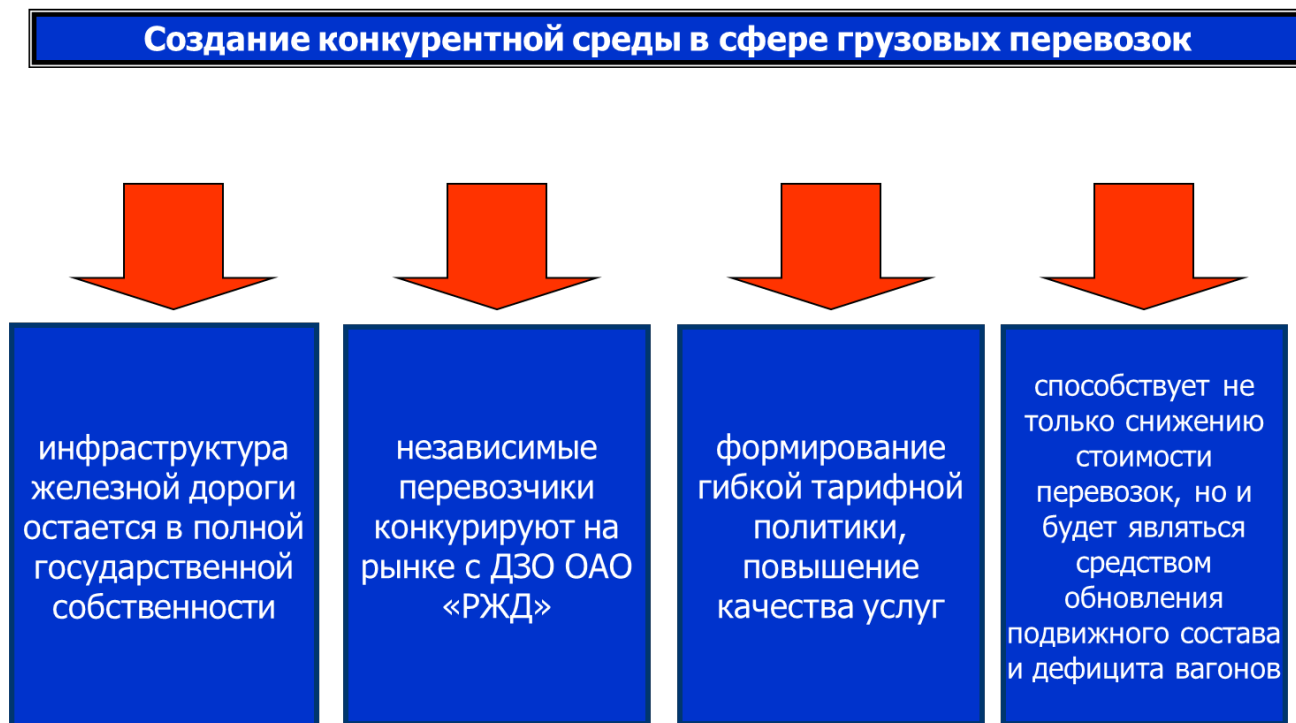 Создание конкурентной среды в сфере грузовых перевозок
инфраструктура
железной дороги
остается в полной
государственной
собственности
независимые
перевозчики
конкурируют на
рынке с ДЗО ОАО
«РЖД»
формирование
гибкой тарифной
политики,
повышение
качества услуг
способствует не
только снижению
стоимости
перевозок, но и
будет являться
средством
обновления
подвижного состава
и дефицита вагонов